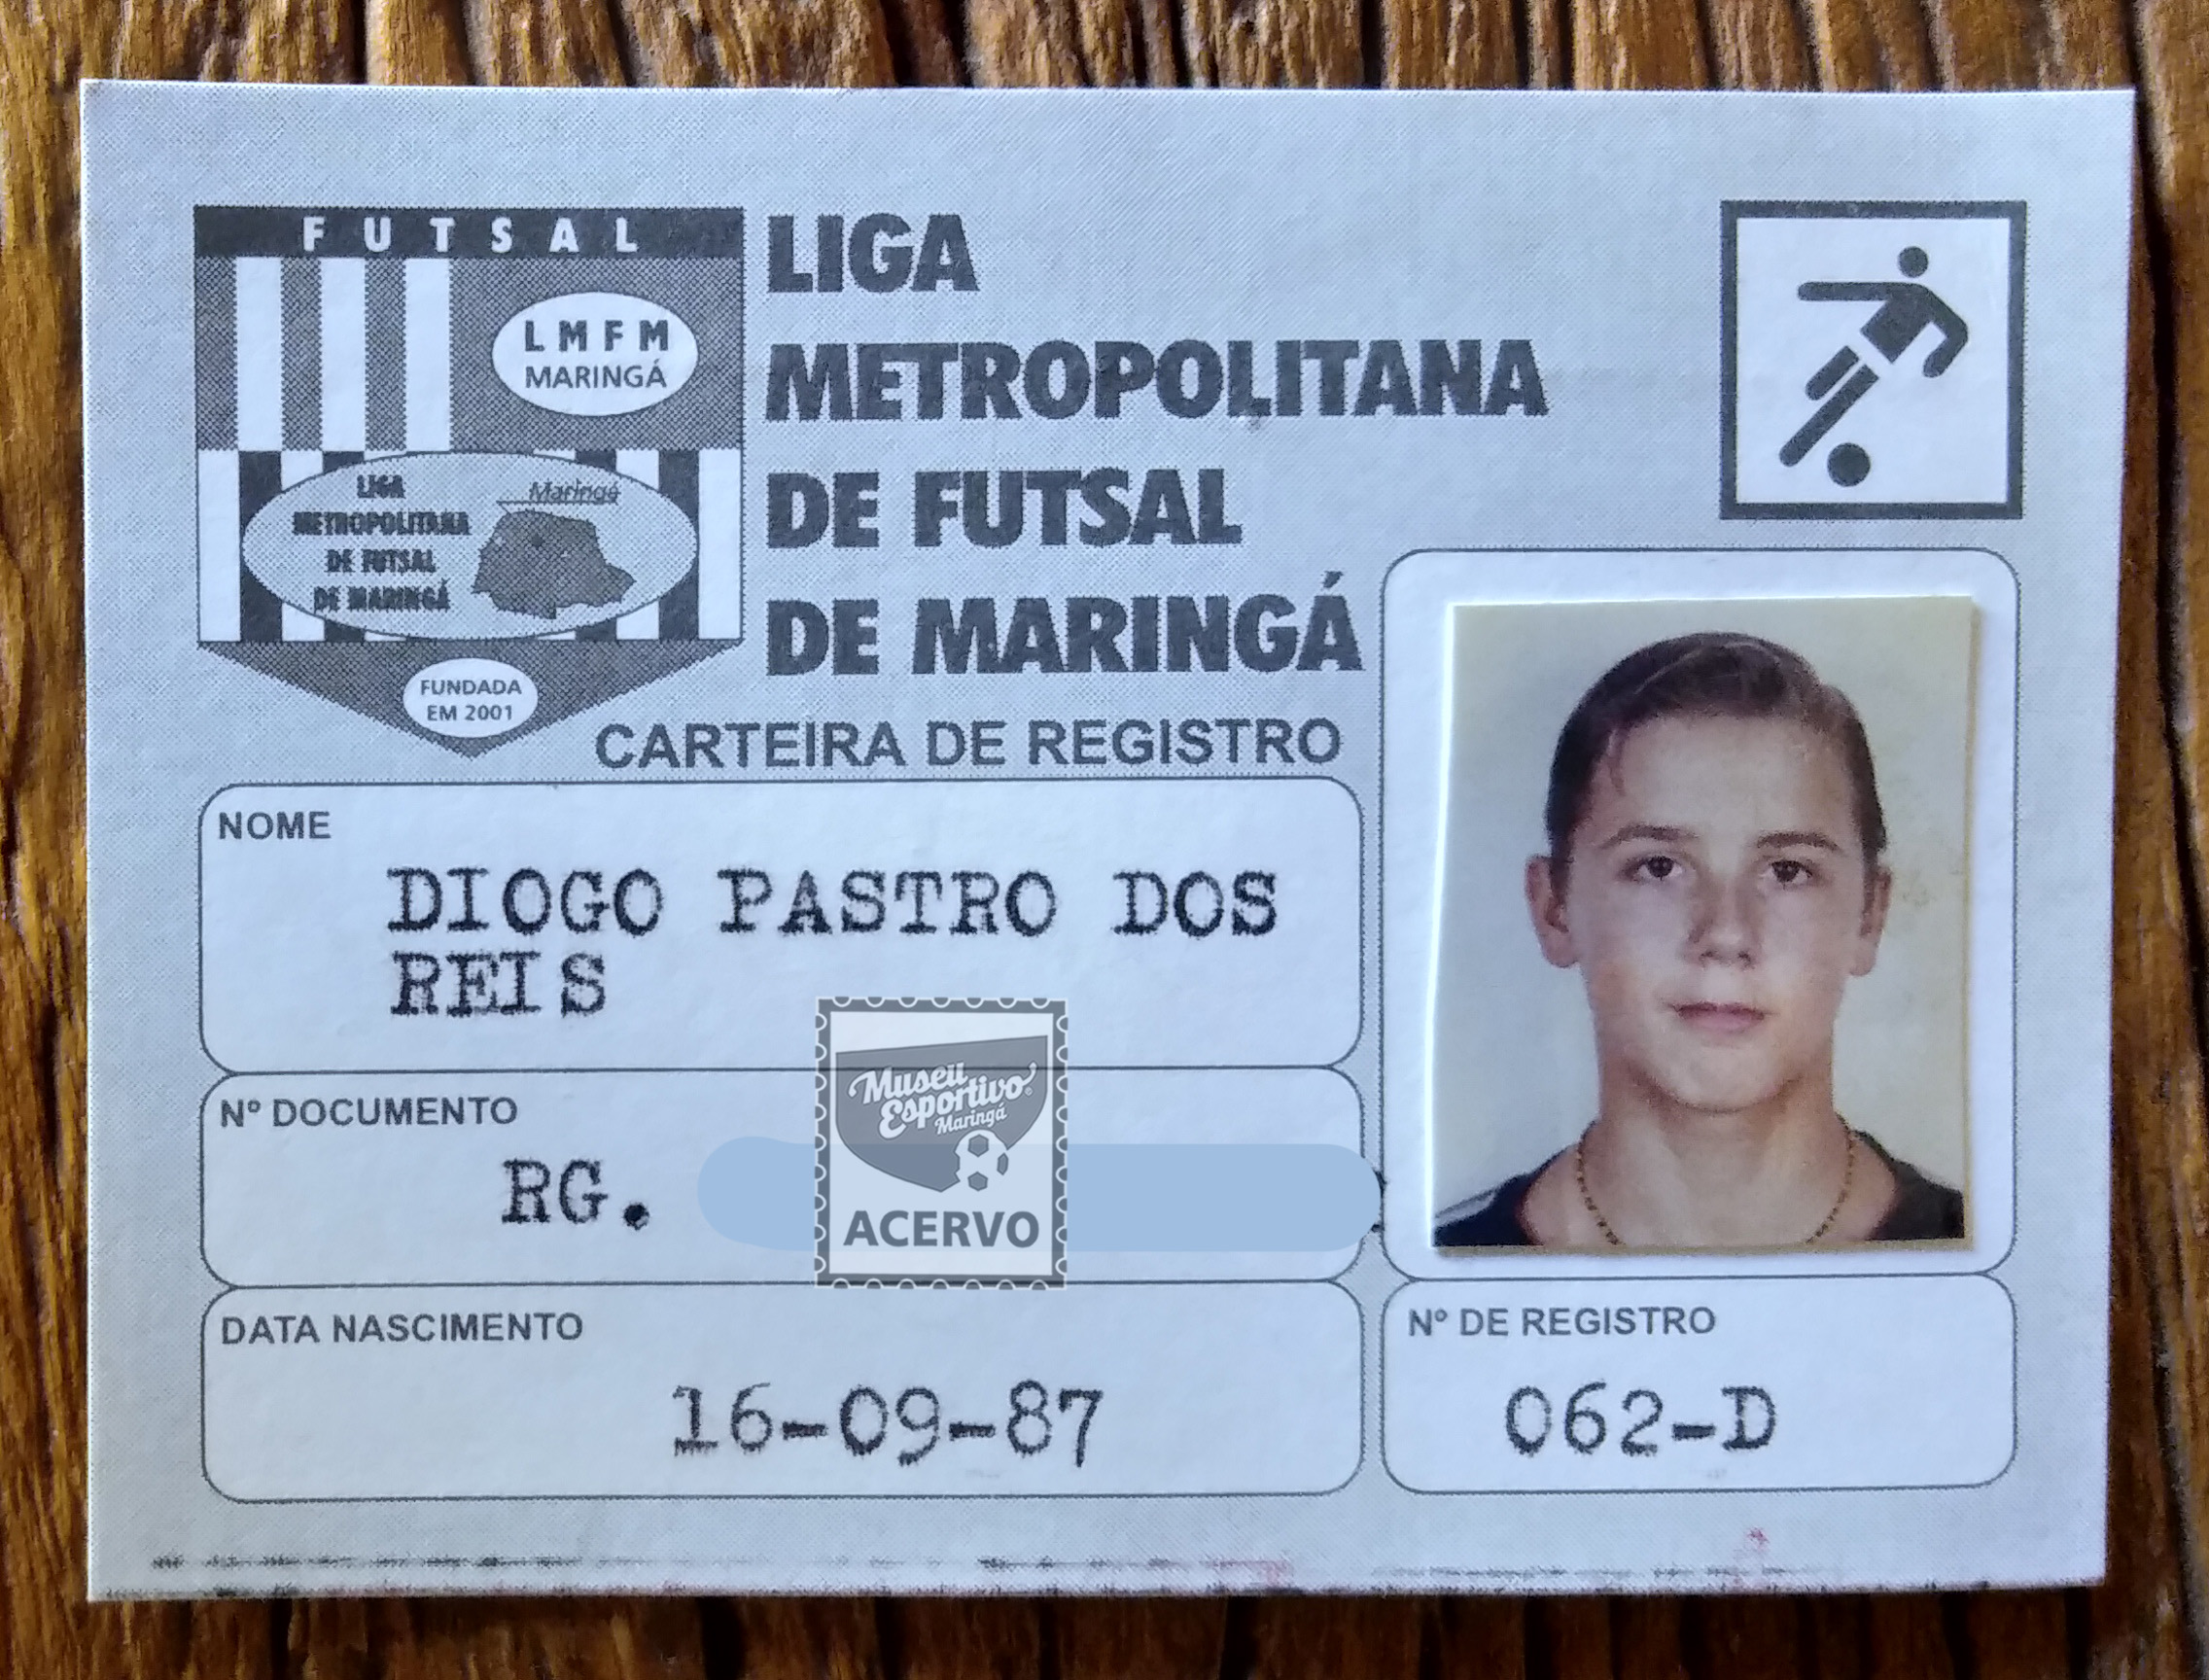 FUTSAL
LMFM
MARINGÁ
LIGA
METROPOLITANA
DE FUTSAL
DE MARINGÁ
Maringá
FUNDADA
EM 2001
LIGA
METROPOLITANA
DE FUTSAL
DE MARINGÁ
CARTEIRA DE REGISTRO
NOME
DIOGO PASTRO DOS
REIS
Nº DOCUMENTO
RG.
Museu
Esportivo
Maringá
ACERVO
DATA NASCIMENTO
16-09-87
Nº DE REGISTRO
062-D